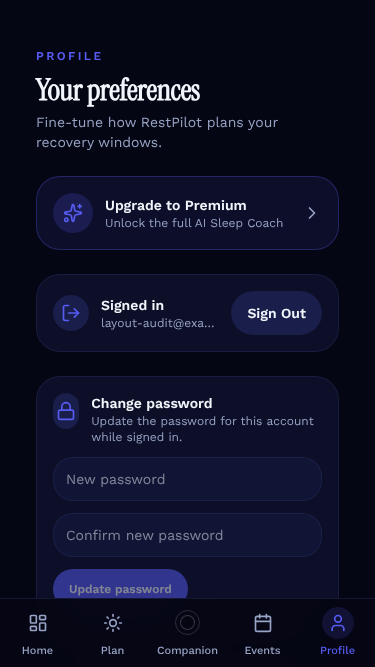 PROFILE
Your preferences
Fine-tune how RestPilot plans your
recovery windows.
Upgrade to Premium
Unlock the full AI Sleep Coach
Signed in
layout-audit@exa...
Sign Out
Change password
Update the password for this account
while signed in.
New password
Confirm new password
Update password
Home
Plan
Companion
Events
Profile